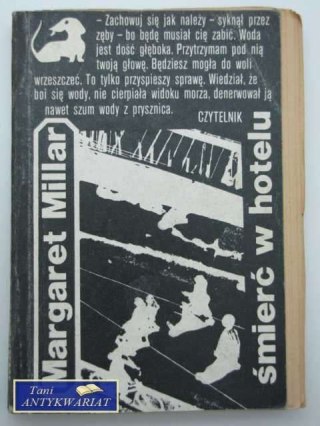 – Zachowuj się jak należy – syknął przez
zęby – bo będę musiał cię zabić. Woda
jest dość głęboka. Przytrzymam pod nią
twoją głowę. Będziesz mogła do woli
wrzeszczeć. To tylko przyspieszy sprawę. Wiedział, że
boi się wody, nie cierpiała widoku morza, denerwował ją
nawet szum wody z prysznica.
CZYTELNIK
Margaret Millar
śmierć w hotelu
Tani
ANTYKWARIAT